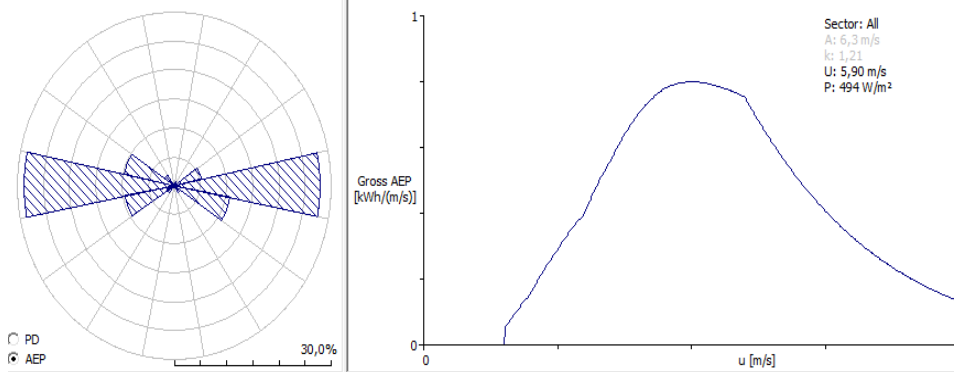 PD
AEP
30,0%
1
Gross AEP
[kWh/(m/s)]
0
0
u [m/s]
Sector: All
A: 6,3 m/s
k: 1,21
U: 5,90 m/s
P: 494 W/m²